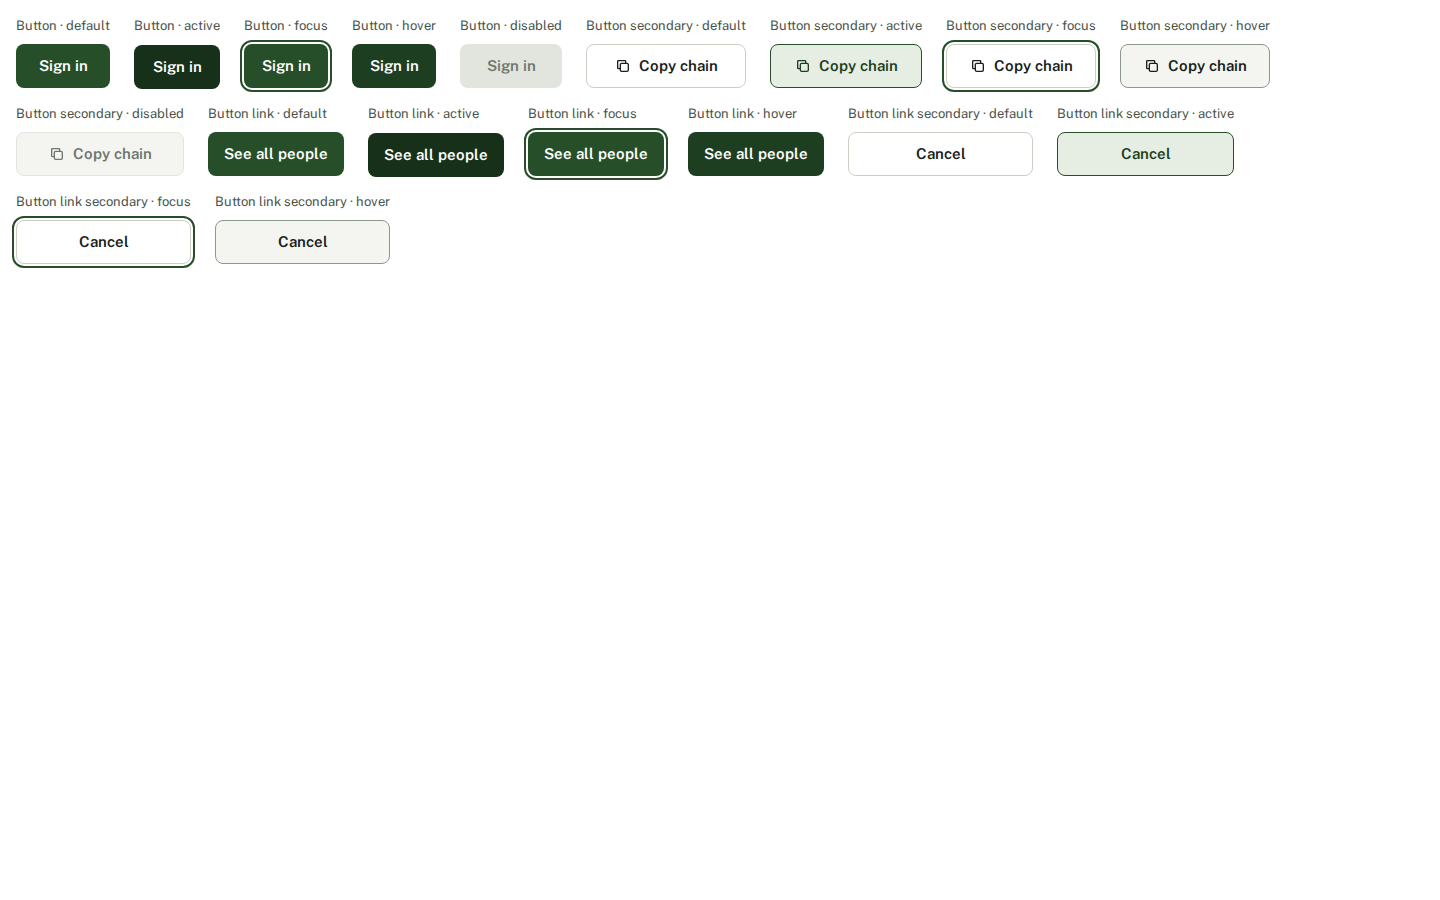 Button · default
Button · active
Button · focus
Button · hover
Button · disabled
Button secondary · default
Button secondary · active
Button secondary · focus
Button secondary · hover
Sign in
Sign in
Sign in
Sign in
Sign in
Copy chain
Copy chain
Copy chain
Copy chain
Button secondary · disabled
Button link · default
Button link · active
Button link · focus
Button link · hover
Button link secondary · default
Button link secondary · active
Copy chain
See all people
See all people
See all people
See all people
Cancel
Cancel
Button link secondary · focus
Button link secondary · hover
Cancel
Cancel